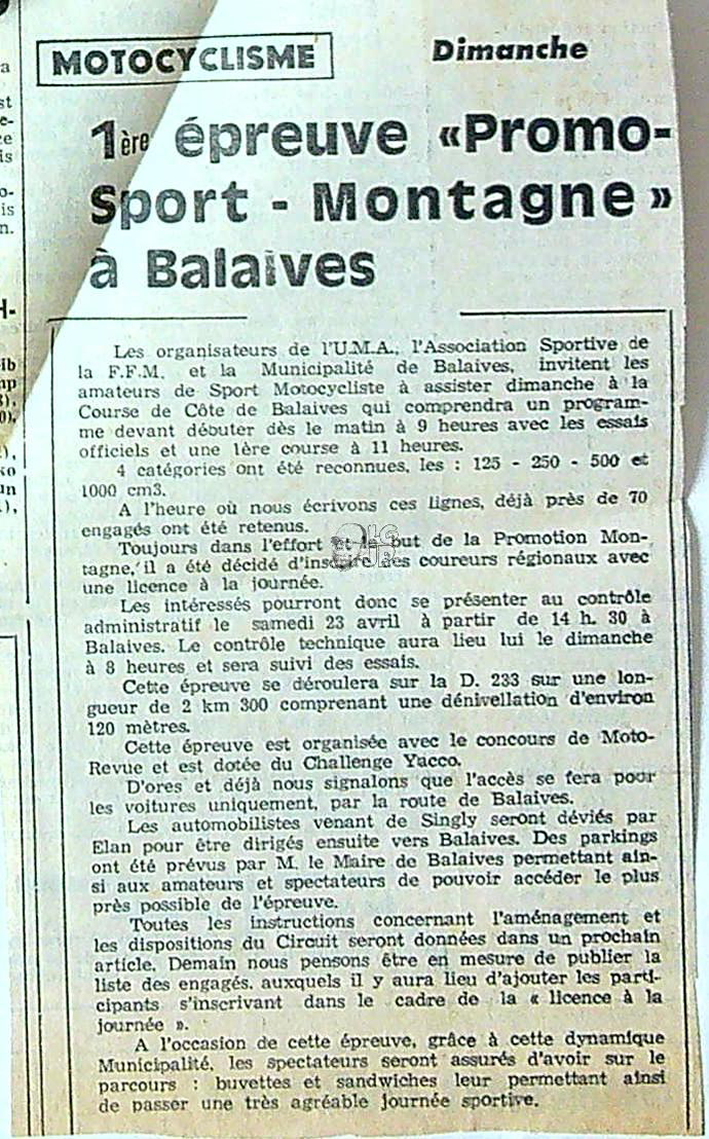 MOTOCYCLISME
Dimanche
1ère épreuve «Promo-
Sport - Montagne»
à Balaives
Les organisateurs de l'U.M.A., l'Association Sportive de
la F.F.M. et la Municipalité de Balaives, invitent les
amateurs de Sport Motocycliste à assister dimanche à la
Course de Côte de Balaives qui comprendra un program-
me devant débuter dès le matin à 9 heures avec les essais
officiels et une 1ère course à 11 heures.
4 catégories ont été reconnues, les : 125 - 250 - 500 et
1000 cm3.
A l'heure où nous écrivons ces lignes, déjà près de 70
engagés ont été retenus.
Toujours dans l'effort et le but de la Promotion Mon-
tagne, il a été décidé d'inscrire des coureurs régionaux avec
une licence à la journée.
Les intéressés pourront donc se présenter au contrôle
administratif le samedi 23 avril à partir de 14 h. 30 à
Balaives. Le contrôle technique aura lieu lui le dimanche
à 8 heures et sera suivi des essais.
Cette épreuve se déroulera sur la D. 233 sur une lon-
gueur de 2 km 300 comprenant une dénivellation d'environ
120 mètres.
Cette épreuve est organisée avec le concours de Moto-
Revue et est dotée du Challenge Yacco.
D'ores et déjà nous signalons que l'accès se fera pour
les voitures uniquement, par la route de Balaives.
Les automobilistes venant de Singly seront déviés par
Elan pour être dirigés ensuite vers Balaives. Des parkings
ont été prévus par M. le Maire de Balaives permettant ain-
si aux amateurs et spectateurs de pouvoir accéder le plus
près possible de l'épreuve.
Toutes les instructions concernant l'aménagement et
les dispositions du Circuit seront données dans un prochain
article. Demain nous pensons être en mesure de publier la
liste des engagés, auxquels il y aura lieu d'ajouter les parti-
cipants s'inscrivant dans le cadre de la « licence à la
journée ».
A l'occasion de cette épreuve, grâce à cette dynamique
Municipalité, les spectateurs seront assurés d'avoir sur le
parcours : buvettes et sandwiches leur permettant ainsi
de passer une très agréable journée sportive.